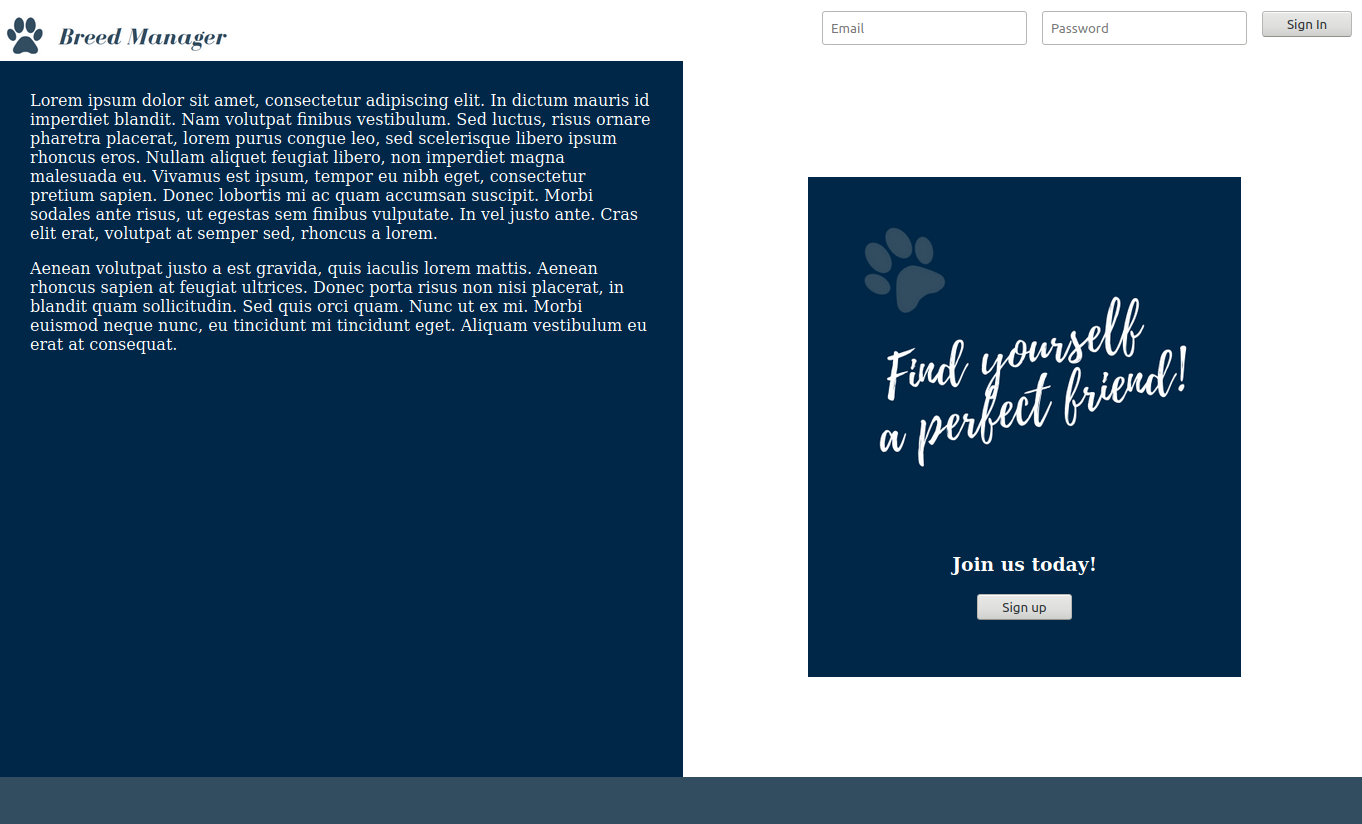 Breed Manager
Email
Password
Sign In
Lorem ipsum dolor sit amet, consectetur adipiscing elit. In dictum mauris id
imperdiet blandit. Nam volutpat finibus vestibulum. Sed luctus, risus ornare
pharetra placerat, lorem purus congue leo, sed scelerisque libero ipsum
rhoncus eros. Nullam aliquet feugiat libero, non imperdiet magna
malesuada eu. Vivamus est ipsum, tempor eu nibh eget, consectetur
pretium sapien. Donec lobortis mi ac quam accumsan suscipit. Morbi
sodales ante risus, ut egestas sem finibus vulputate. In vel justo ante. Cras
elit erat, volutpat at semper sed, rhoncus a lorem.
Aenean volutpat justo a est gravida, quis iaculis lorem mattis. Aenean
rhoncus sapien at feugiat ultrices. Donec porta risus non nisi placerat, in
blandit quam sollicitudin. Sed quis orci quam. Nunc ut ex mi. Morbi
euismod neque nunc, eu tincidunt mi tincidunt eget. Aliquam vestibulum eu
erat at consequat.
Find yourself
a perfect friend!
Join us today!
Sign up